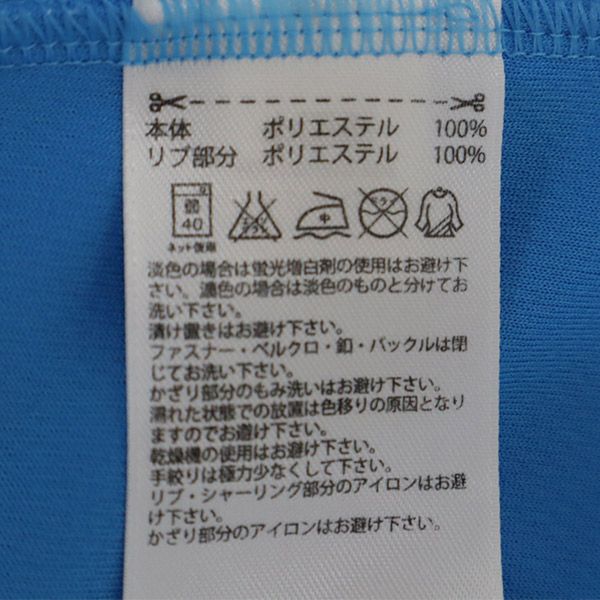 本体 ポリエステル 100%
リブ部分 ポリエステル 100%
弱
40
エンソ
サラシ
中
ドライ
ネット使用
淡色の場合は蛍光増白剤の使用はお避け下
さい。濃色の場合は淡色のものと分けてお
洗い下さい。
漬け置きはお避け下さい。
ファスナー・ベルクロ・釦・バックルは閉
じてお洗い下さい。
かざり部分のもみ洗いはお避け下さい。
濡れた状態での放置は色移りの原因となり
ますのでお避け下さい。
乾燥機の使用はお避け下さい。
手絞りは極力少なくして下さい。
リブ・シャーリング部分のアイロンはお避
け下さい。
かざり部分のアイロンはお避け下さい。